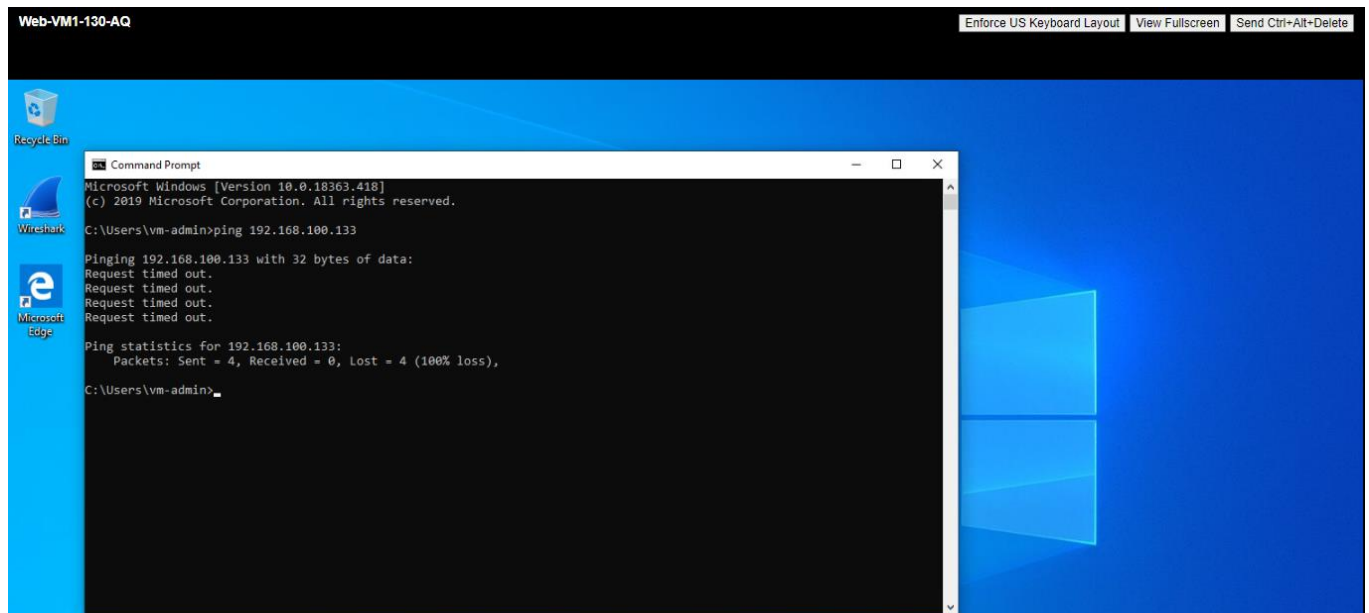 Web-VM1-130-AQ
Enforce US Keyboard Layout View Fullscreen Send Ctrl+Alt+Delete
Recycle Bin
Wireshark
Microsoft
Edge
Command Prompt
Microsoft Windows [Version 10.0.18363.418]
(c) 2019 Microsoft Corporation. All rights reserved.
C:\Users\vm-admin>ping 192.168.100.133
Pinging 192.168.100.133 with 32 bytes of data:
Request timed out.
Request timed out.
Request timed out.
Request timed out.
Ping statistics for 192.168.100.133:
Packets: Sent = 4, Received = 0, Lost = 4 (100% loss),
C:\Users\vm-admin>